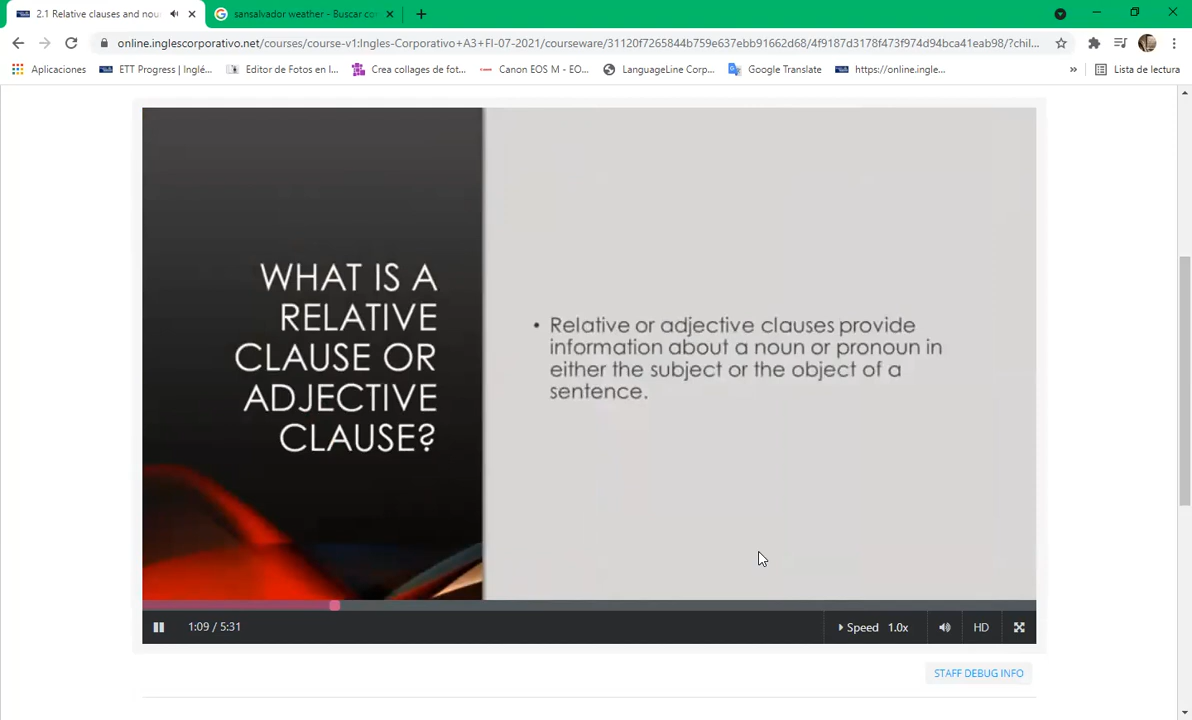 2.1 Relative clauses and noun
sansalvador weather - Buscar co
online.inglescorporativo.net/courses/course-v1:Ingles-Corporativo+A3+FI-07-2021/courseware/31120f7265844b759e637ebb91662d68/4f9187d3178f473f974d94bca41eab98/?chil...
Aplicaciones
ETT Progress | Inglé...
Editor de Fotos en l...
Crea collages de fot...
Canon EOS M - EO...
LanguageLine Corp...
Google Translate
https://online.ingle...
»
Lista de lectura
WHAT IS A
RELATIVE
CLAUSE OR
ADJECTIVE
CLAUSE?
• Relative or adjective clauses provide
information about a noun or pronoun in
either the subject or the object of a
sentence.
1:09 / 5:31
Speed 1.0x
HD
STAFF DEBUG INFO